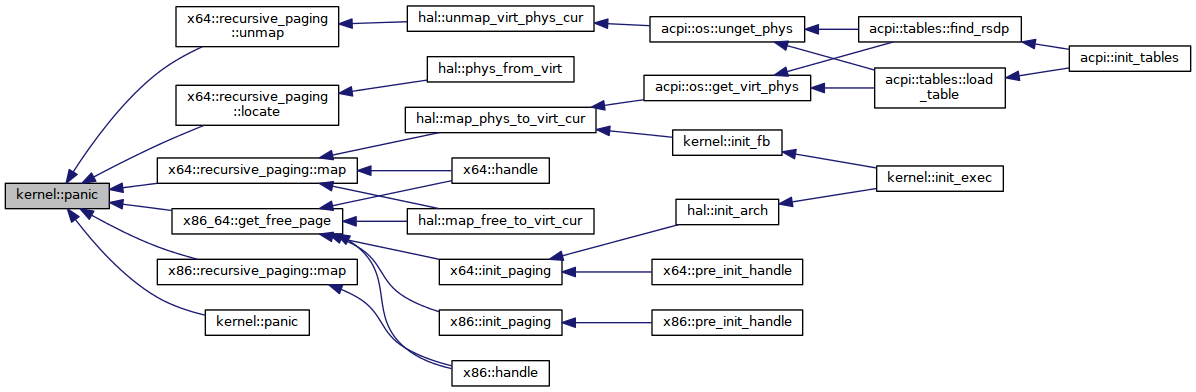 kernel::panic
x64::recursive_paging
::unmap
x64::recursive_paging
::locate
x64::recursive_paging::map
x86_64::get_free_page
x86::recursive_paging::map
kernel::panic
hal::unmap_virt_phys_cur
hal::phys_from_virt
hal::map_phys_to_virt_cur
x64::handle
hal::map_free_to_virt_cur
x64::init_paging
x86::init_paging
x86::handle
acpi::os::unget_phys
acpi::os::get_virt_phys
kernel::init_fb
hal::init_arch
x64::pre_init_handle
x86::pre_init_handle
acpi::tables::find_rsdp
acpi::tables::load
_table
kernel::init_exec
acpi::init_tables